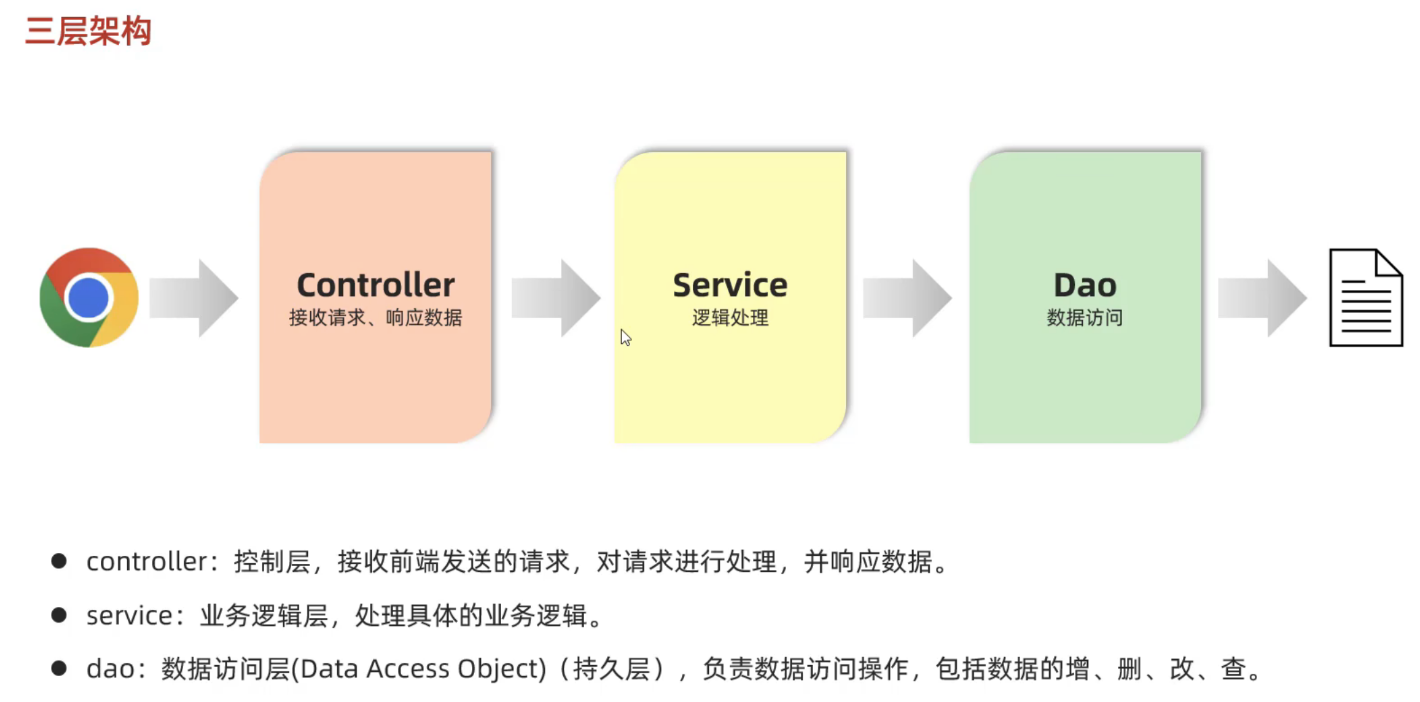 三层架构
Controller
接收请求、响应数据
Service
逻辑处理
Dao
数据访问
controller：控制层，接收前端发送的请求，对请求进行处理，并响应数据。
service：业务逻辑层，处理具体的业务逻辑。
dao：数据访问层(Data Access Object)（持久层），负责数据访问操作，包括数据的增、删、改、查。